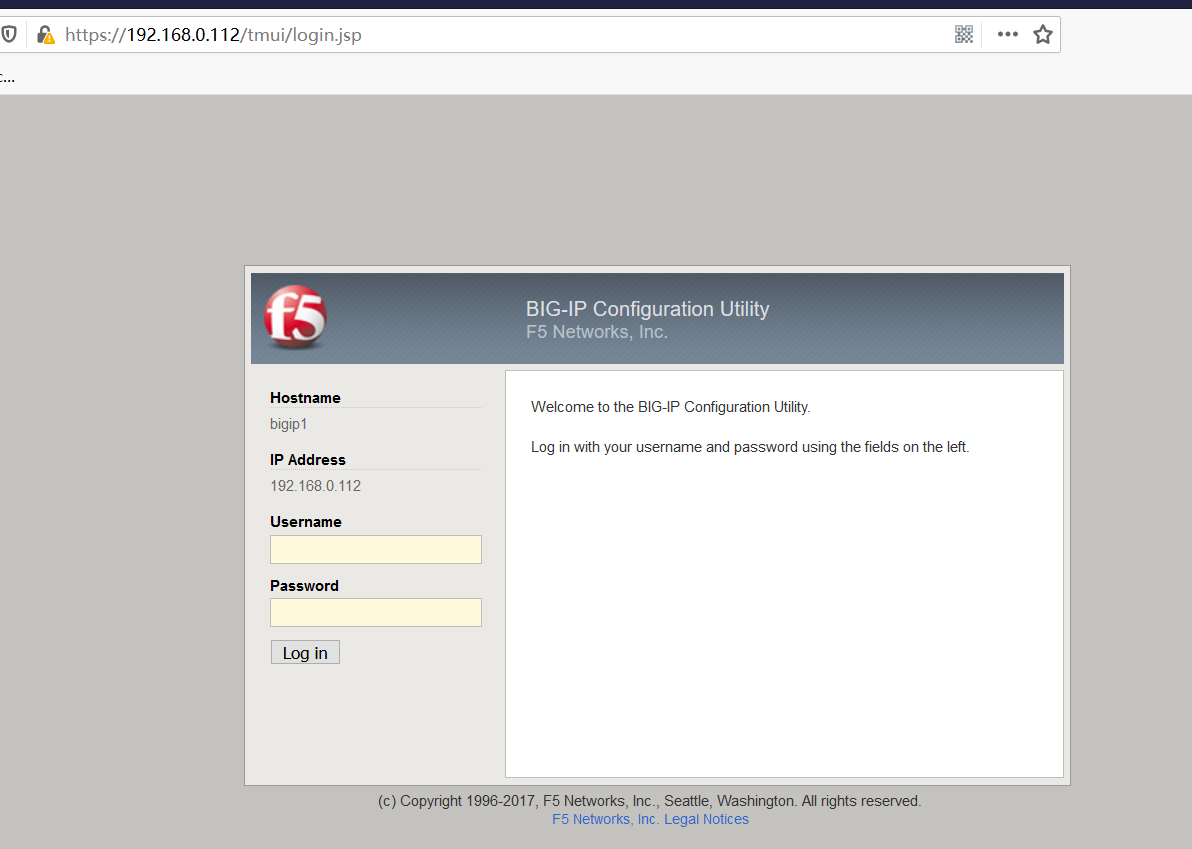 https://192.168.0.112/tmui/login.jsp
c...
f5
BIG-IP Configuration Utility
F5 Networks, Inc.
Hostname
bigip1
IP Address
192.168.0.112
Username
Password
Log in
Welcome to the BIG-IP Configuration Utility.
Log in with your username and password using the fields on the left.
(c) Copyright 1996-2017, F5 Networks, Inc., Seattle, Washington. All rights reserved.
F5 Networks, Inc. Legal Notices